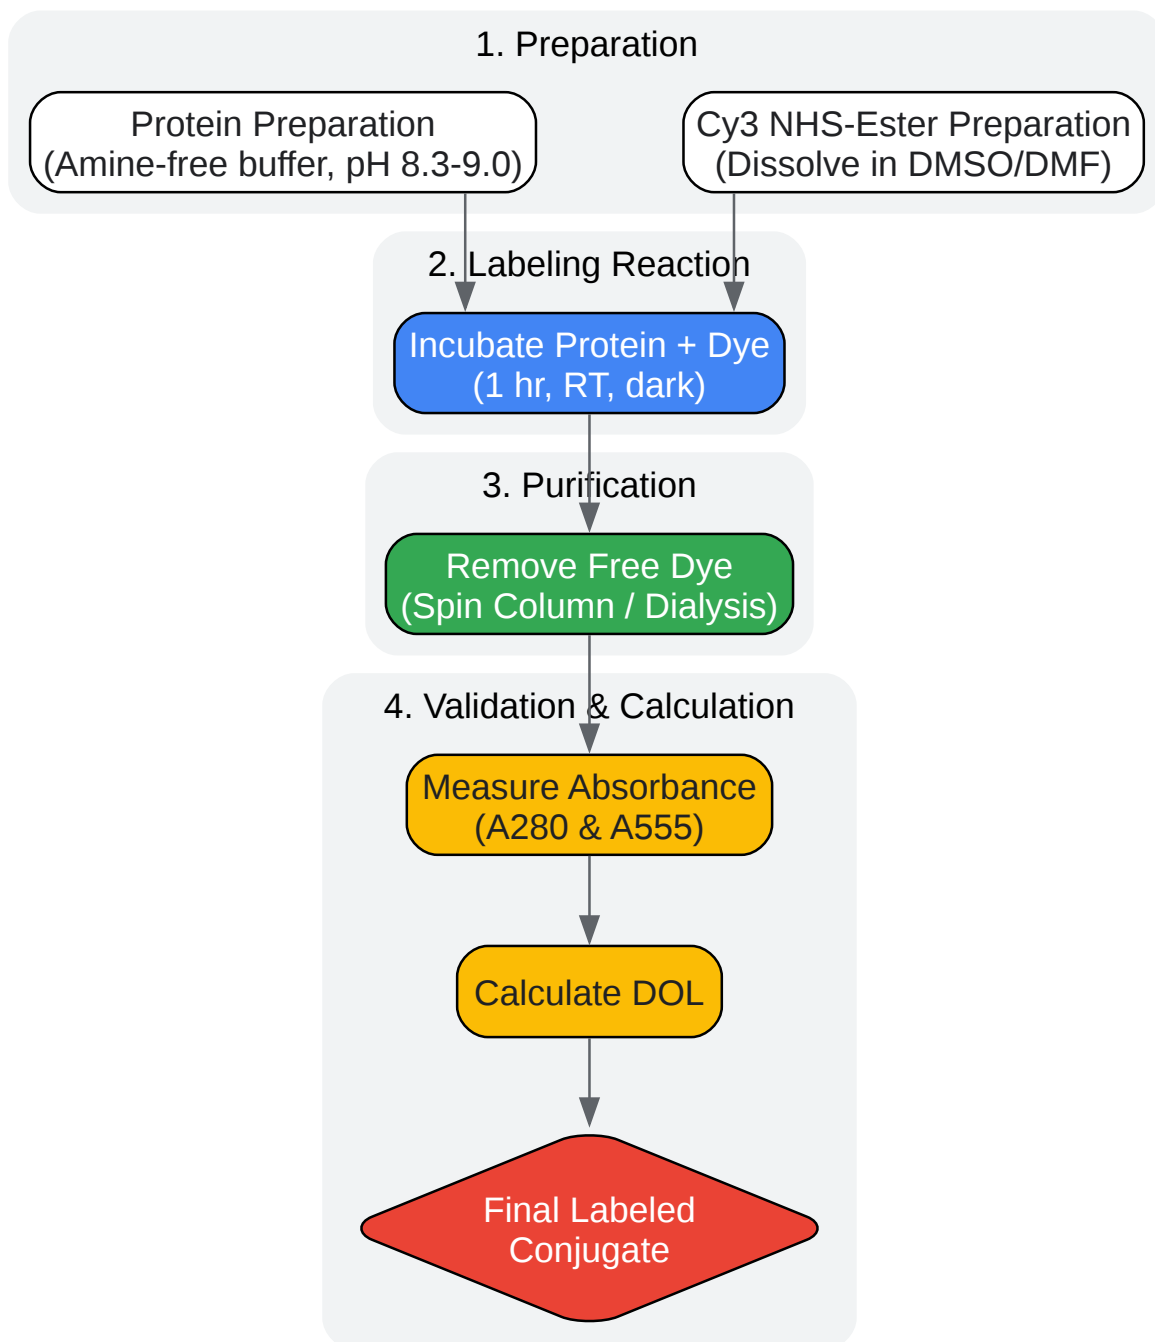 1. Preparation
Protein Preparation
(Amine-free buffer, pH 8.3-9.0)
Cy3 NHS-Ester Preparation
(Dissolve in DMSO/DMF)
2. Labeling Reaction
Incubate Protein + Dye
(1 hr, RT, dark)
3. Purification
Remove Free Dye
(Spin Column / Dialysis)
4. Validation & Calculation
Measure Absorbance
(A280 & A555)
Calculate DOL
Final Labeled
Conjugate